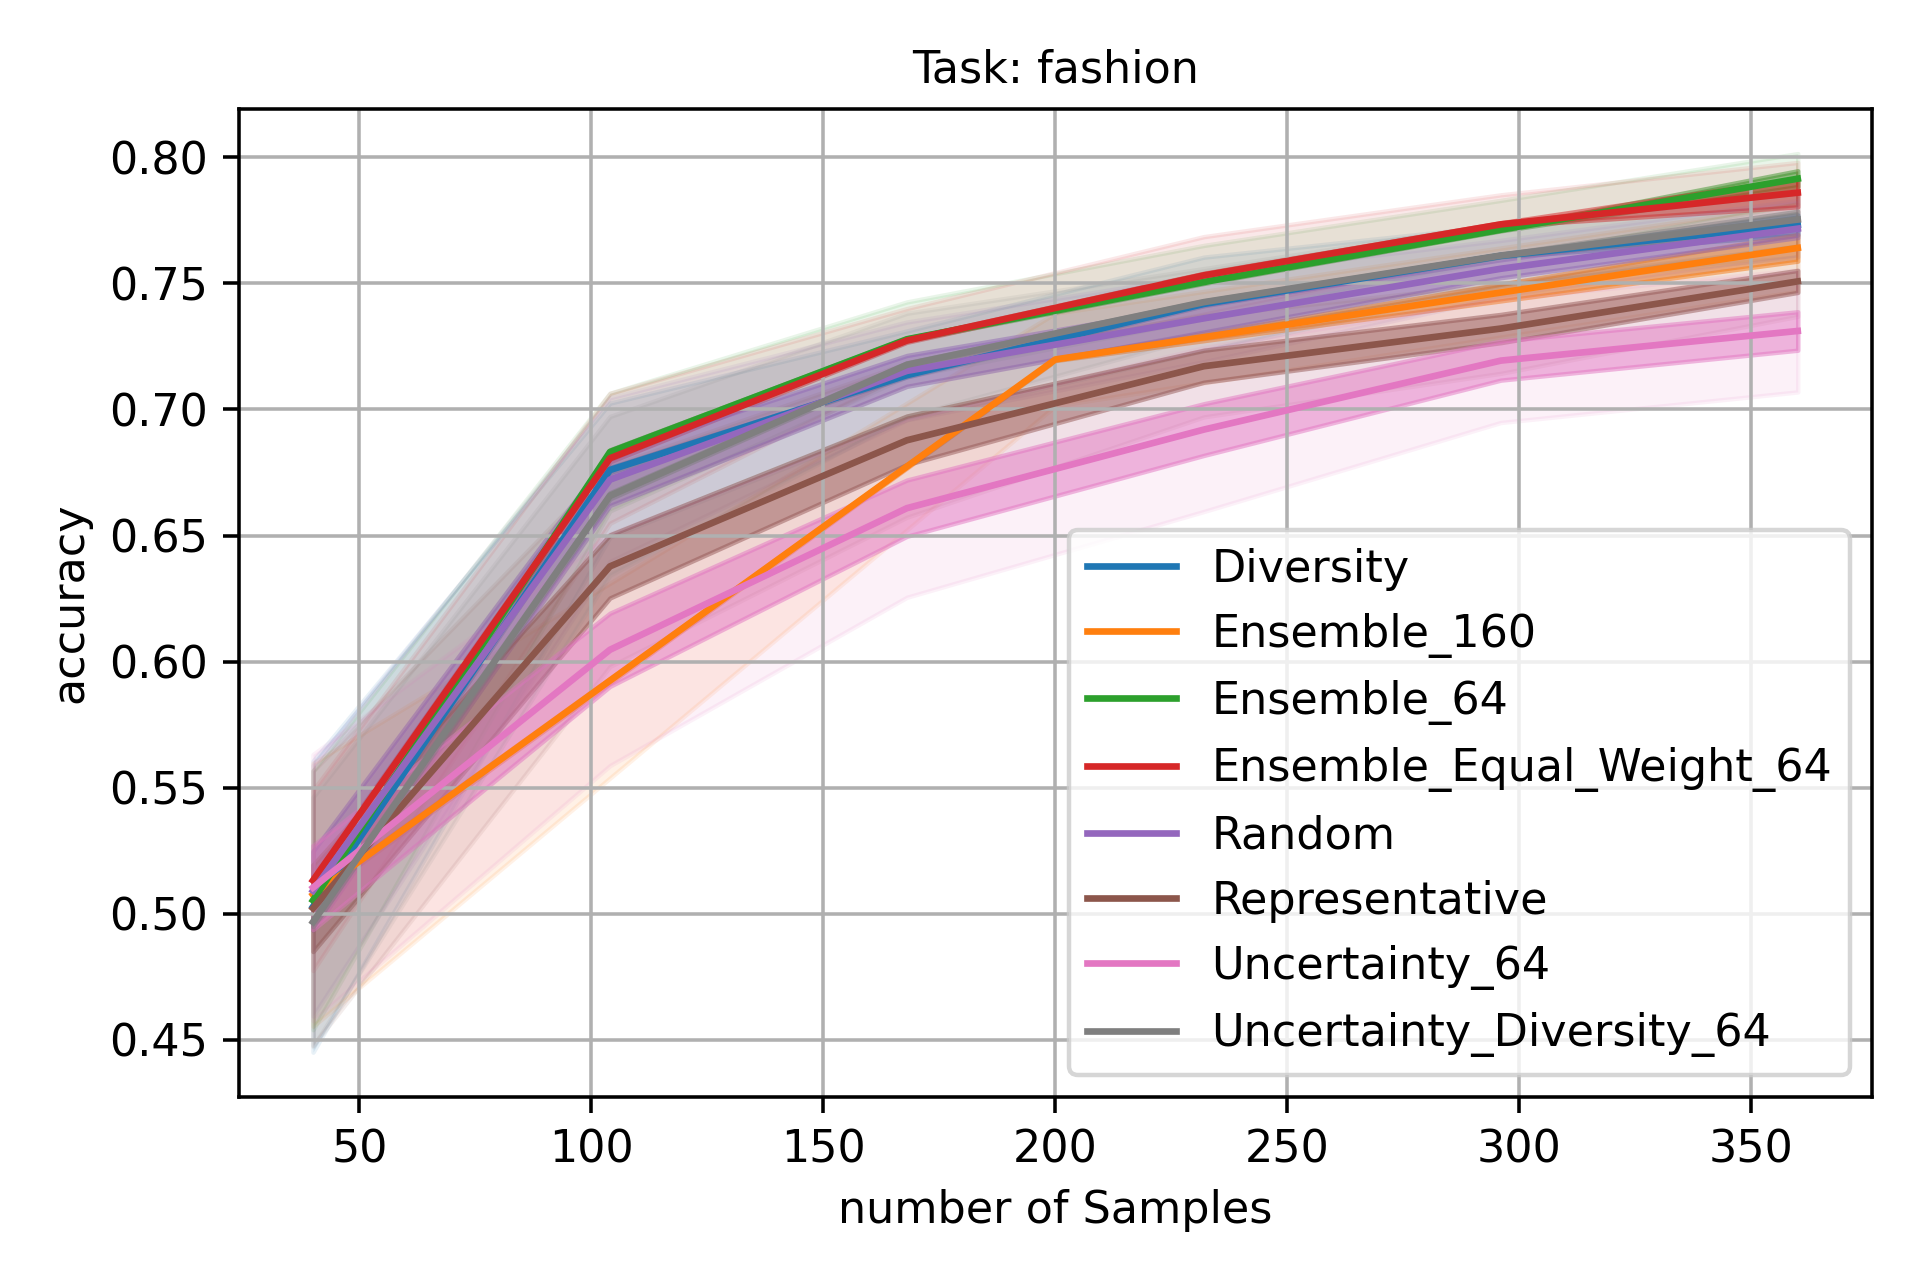 Task: fashion
0.80
0.75
0.70
0.65
0.60
0.55
0.50
0.45
accuracy
50 100 150 200 250 300 350
number of Samples
Diversity
Ensemble_160
Ensemble_64
Ensemble_Equal_Weight_64
Random
Representative
Uncertainty_64
Uncertainty_Diversity_64